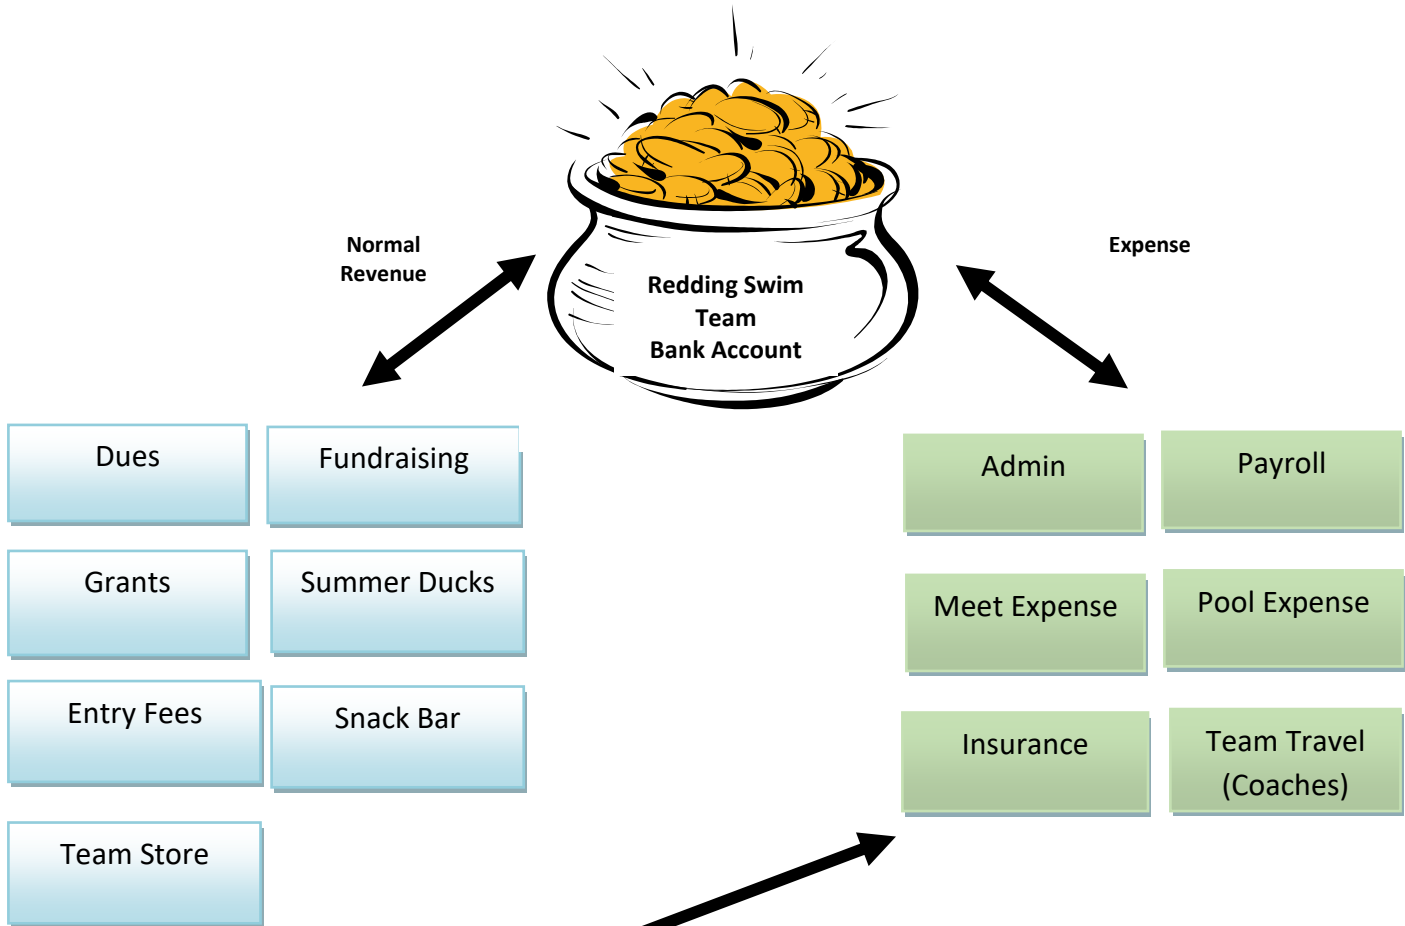 Normal
Revenue
Expense
Redding Swim
Team
Bank Account
Dues
Fundraising
Admin
Payroll
Grants
Summer Ducks
Meet Expense
Pool Expense
Entry Fees
Snack Bar
Insurance
Team Travel
(Coaches)
Team Store